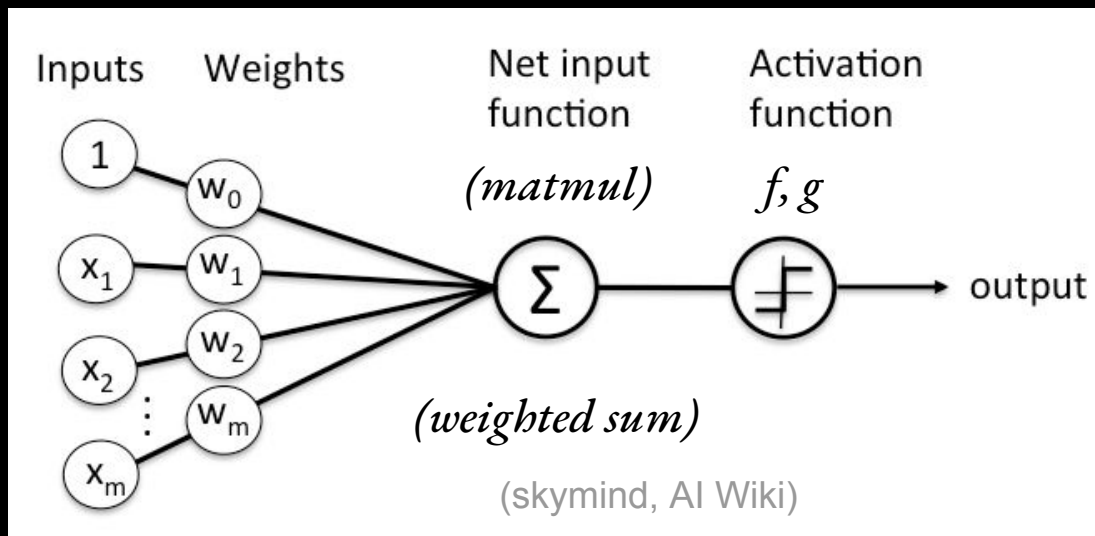 Inputs Weights
Net input
function
Activation
function
(matmul)
f, g
1
w₀
x₁
w₁
x₂
w₂
⋮
wₘ
xₘ
Σ
output
(weighted sum)
(skymind, AI Wiki)